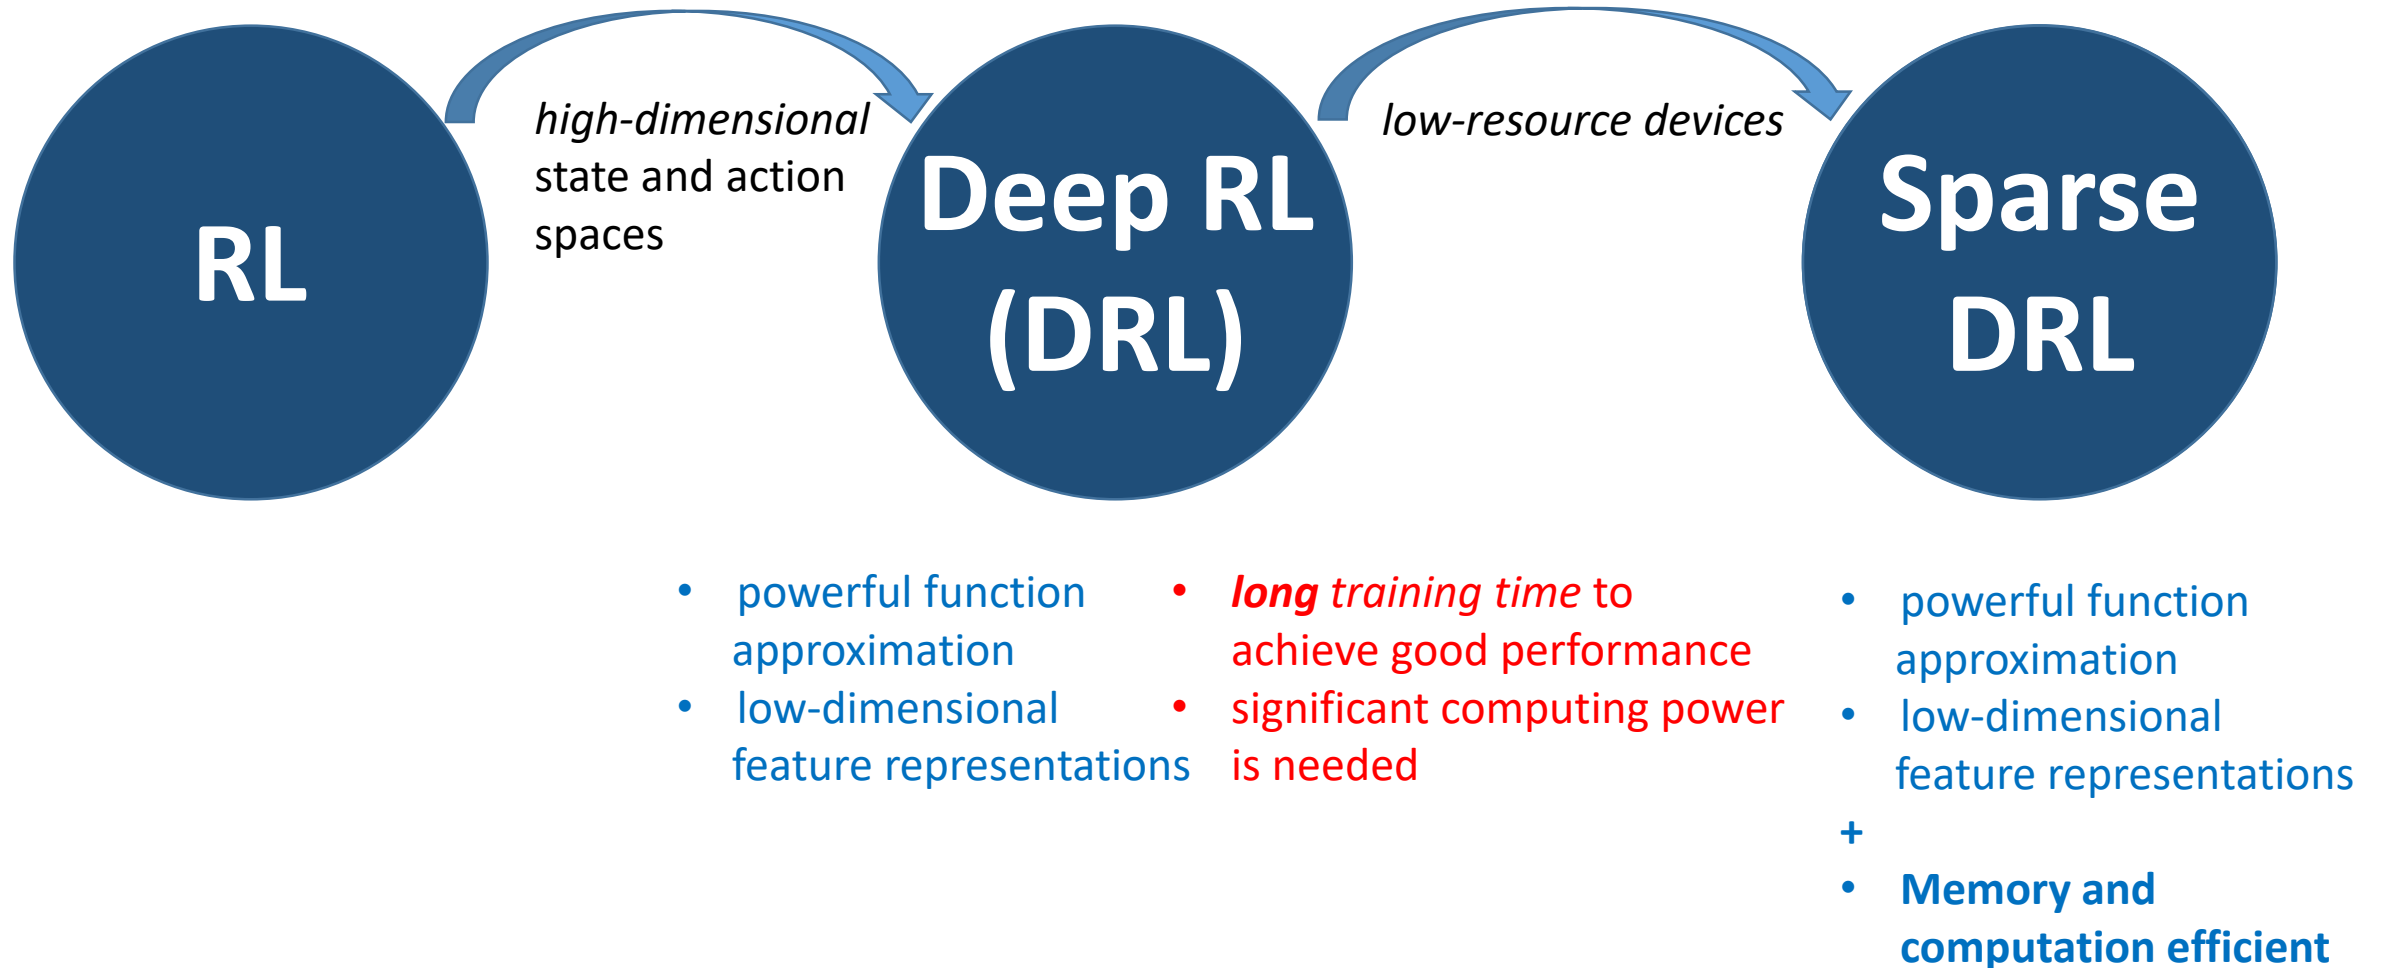 RL
high-dimensional
state and action
spaces
Deep RL
(DRL)
low-resource devices
Sparse
DRL
• powerful function
approximation
• low-dimensional
feature representations
• long training time to
achieve good performance
• significant computing power
is needed
• powerful function
approximation
• low-dimensional
feature representations
+
• Memory and
computation efficient